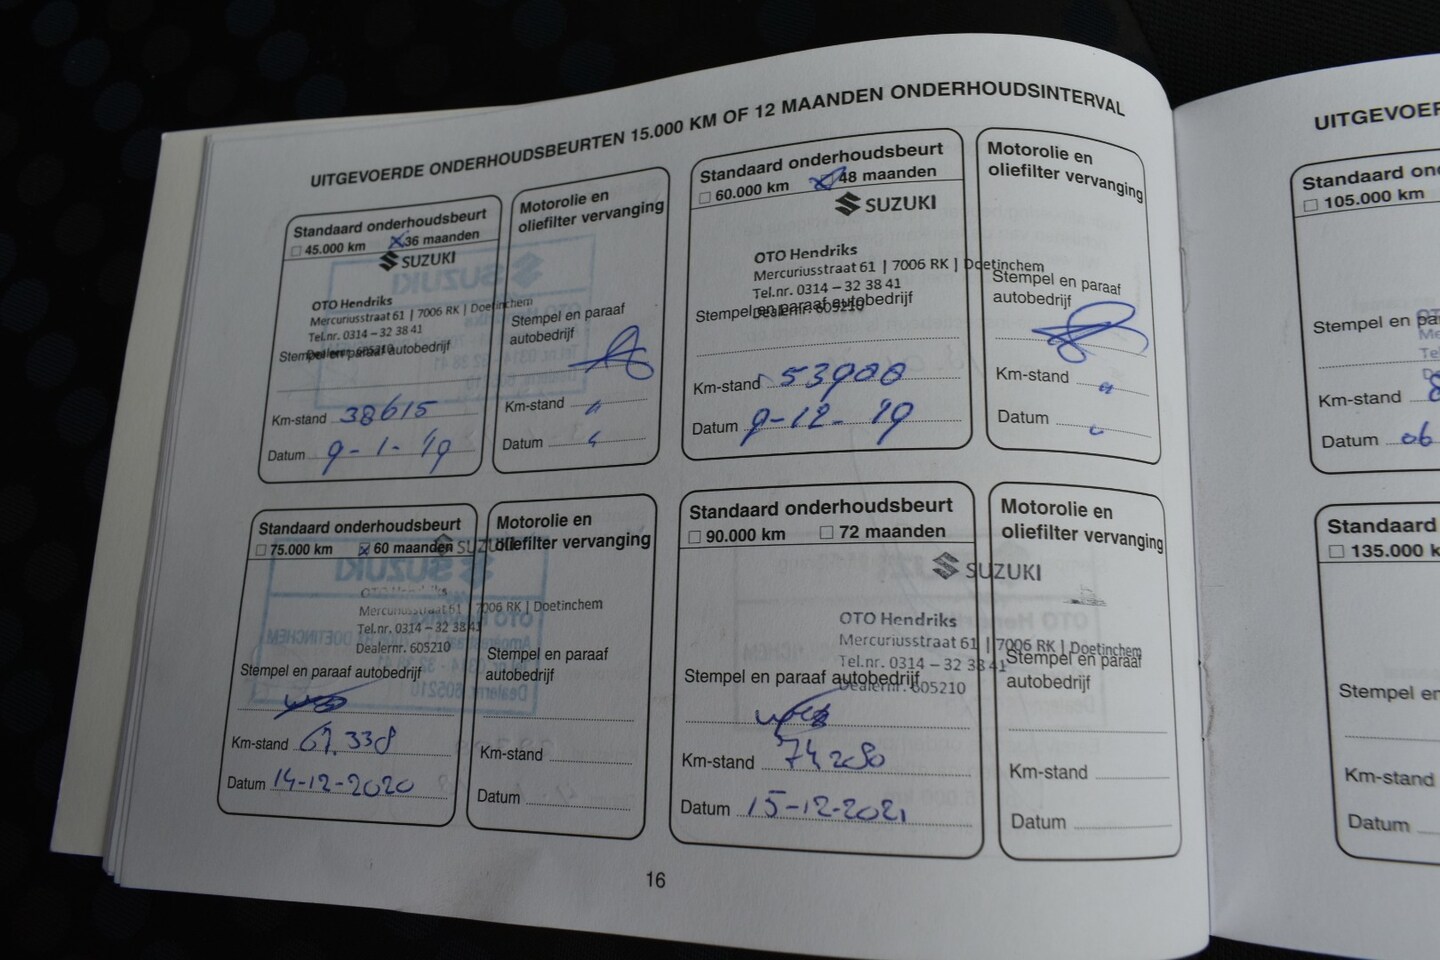 UITGEVOERDE ONDERHOUDSBEURTEN 15.000 KM OF 12 MAANDEN ONDERHOUDSINTERVAL
Standaard onderhoudsbeurt
45.000 km 36 maanden
SUZUKI
OTO Hendriks
Mercuriusstraat 61 | 7006 RK | Doetinchem
Tel.nr. 0314 – 32 38 41
Dealernr. 605210
Stempel en paraaf autobedrijf
Km-stand 38615
Datum 9-1-'19
Motorolie en
oliefilter vervanging
Stempel en paraaf
autobedrijf
Km-stand "
Datum "
Standaard onderhoudsbeurt
60.000 km 48 maanden
SUZUKI
OTO Hendriks
Mercuriusstraat 61 | 7006 RK | Doetinchem
Tel.nr. 0314 – 32 38 41
Dealernr. 605210
Stempel en paraaf autobedrijf
Km-stand 53900
Datum 9-12-'19
Motorolie en
oliefilter vervanging
Stempel en paraaf
autobedrijf
Km-stand "
Datum "
Standaard onderhoudsbeurt
75.000 km 60 maanden
SUZUKI
OTO Hendriks
Mercuriusstraat 61 | 7006 RK | Doetinchem
Tel.nr. 0314 – 32 38 41
Dealernr. 605210
Stempel en paraaf autobedrijf
Km-stand 67.338
Datum 14-12-2020
Motorolie en
oliefilter vervanging
Stempel en paraaf
autobedrijf
Km-stand
Datum
Standaard onderhoudsbeurt
90.000 km 72 maanden
SUZUKI
OTO Hendriks
Mercuriusstraat 61 | 7006 RK | Doetinchem
Tel.nr. 0314 – 32 38 41
Dealernr. 605210
Stempel en paraaf autobedrijf
Km-stand 74280
Datum 15-12-2021
Motorolie en
oliefilter vervanging
Stempel en paraaf
autobedrijf
Km-stand
Datum
16
UITGEVOER
Standaard on
105.000 km
Stempel en pa
Km-stand 8
Datum 06
Standaard
135.000 k
Stempel en
Km-stand
Datum